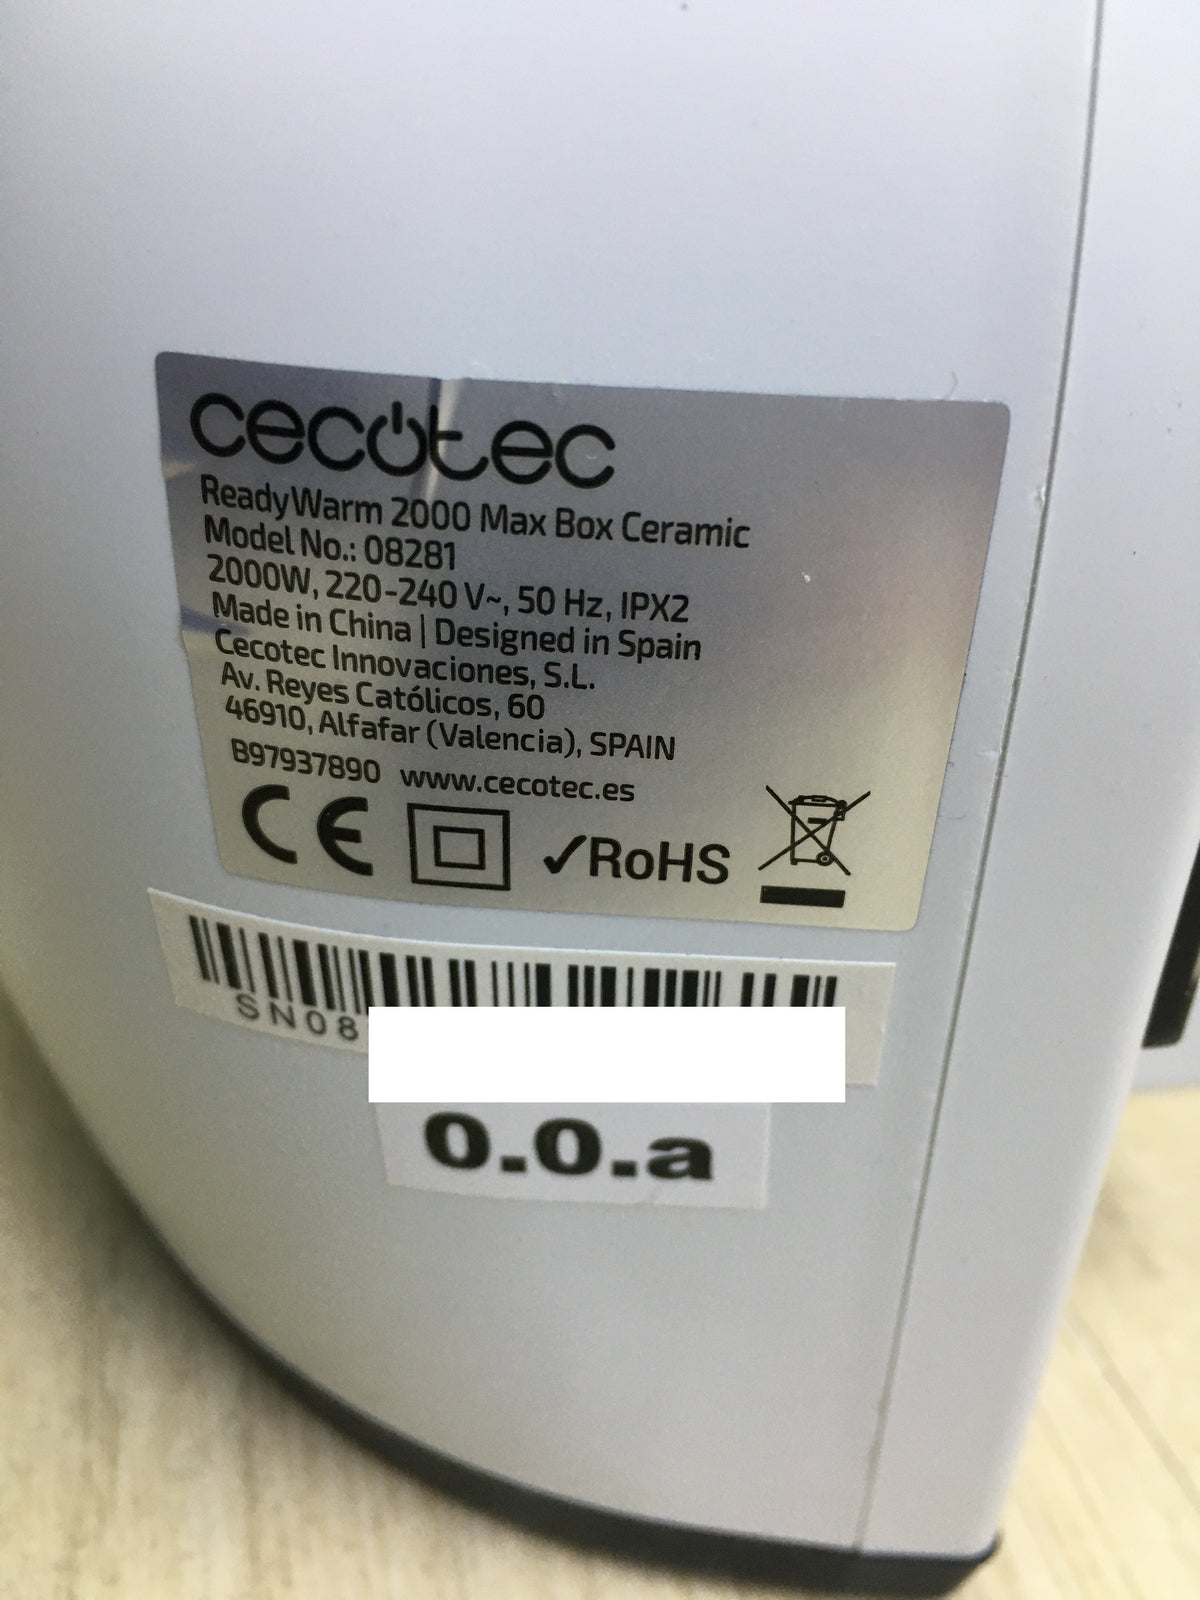 cecotec
ReadyWarm 2000 Max Box Ceramic
Model No.: 08281
2000W, 220-240 V~, 50 Hz, IPX2
Made in China | Designed in Spain
Cecotec Innovaciones, S.L.
Av. Reyes Católicos, 60
46910, Alfafar (Valencia), SPAIN
B97937890 www.cecotec.es
CE ✓RoHS
SN08
0.0.a